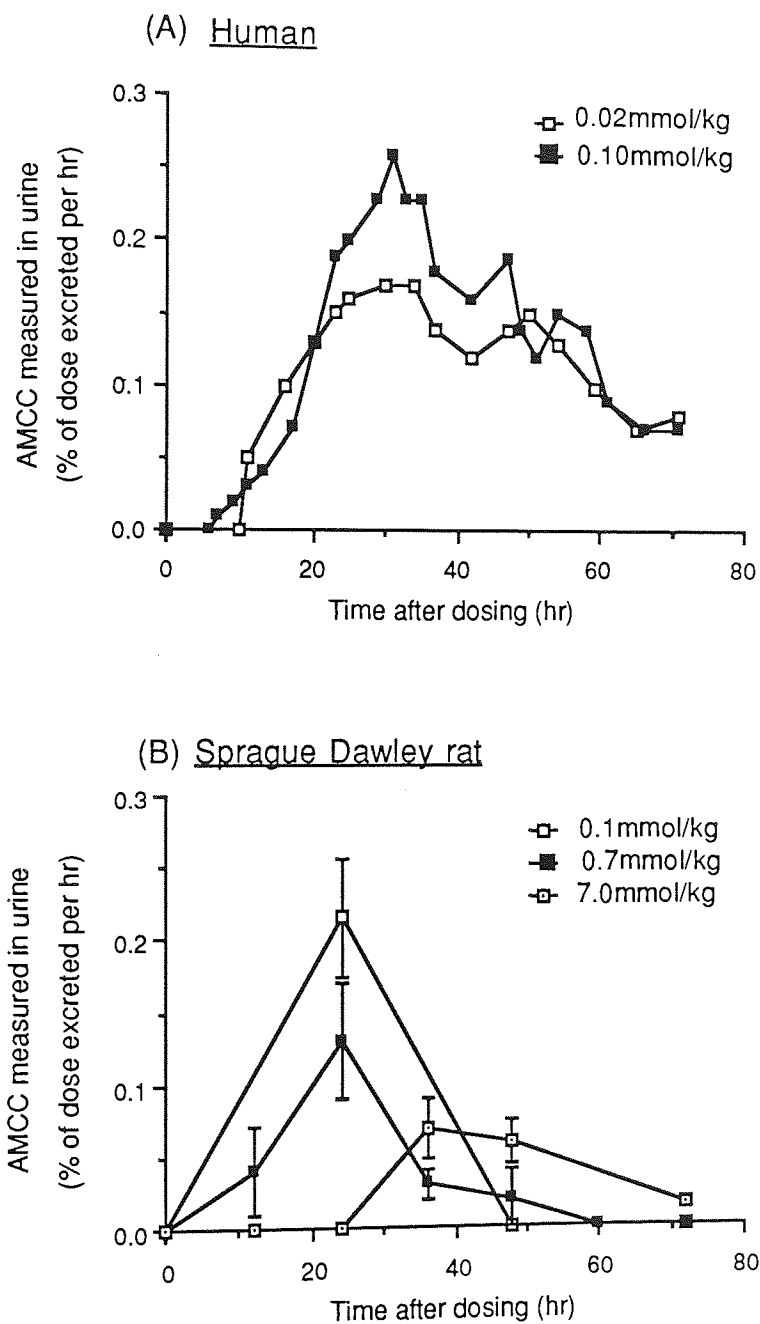 (A) Human
0.3
0.2
0.1
0.0
AMCC measured in urine
(% of dose excreted per hr)
0.02mmol/kg
0.10mmol/kg
0 20 40 60 80
Time after dosing (hr)
(B) Sprague Dawley rat
0.3
0.2
0.1
0.0
AMCC measured in urine
(% of dose excreted per hr)
0.1mmol/kg
0.7mmol/kg
7.0mmol/kg
0 20 40 60 80
Time after dosing (hr)